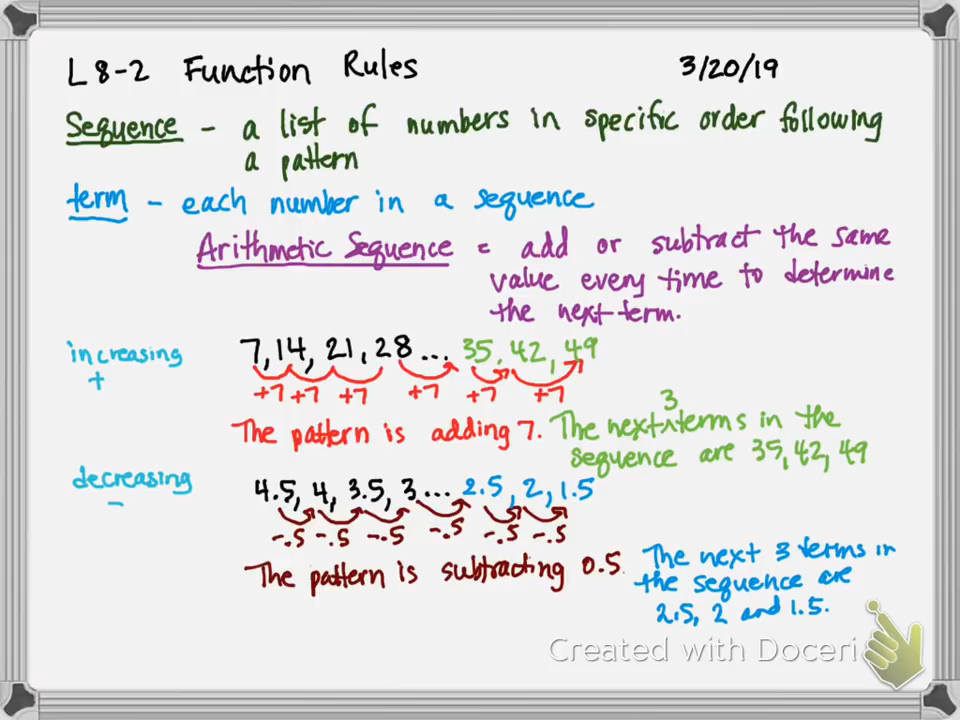 L 8-2 Function Rules 3/20/19
Sequence - a list of numbers in specific order following
a pattern
term - each number in a sequence
Arithmetic Sequence = add or subtract the same
value every time to determine
the next term.
increasing 7, 14, 21, 28 ... 35, 42, 49
+
+7 +7 +7 +7 +7 +7
The pattern is adding 7. The next ^3 terms in the
sequence are 35, 42, 49
decreasing 4.5, 4, 3.5, 3 ... 2.5, 2, 1.5
-
-.5 -.5 -.5 -.5 -.5 -.5
The pattern is subtracting 0.5. The next 3 terms in
the sequence are
2.5, 2 and 1.5.
Created with Doceri